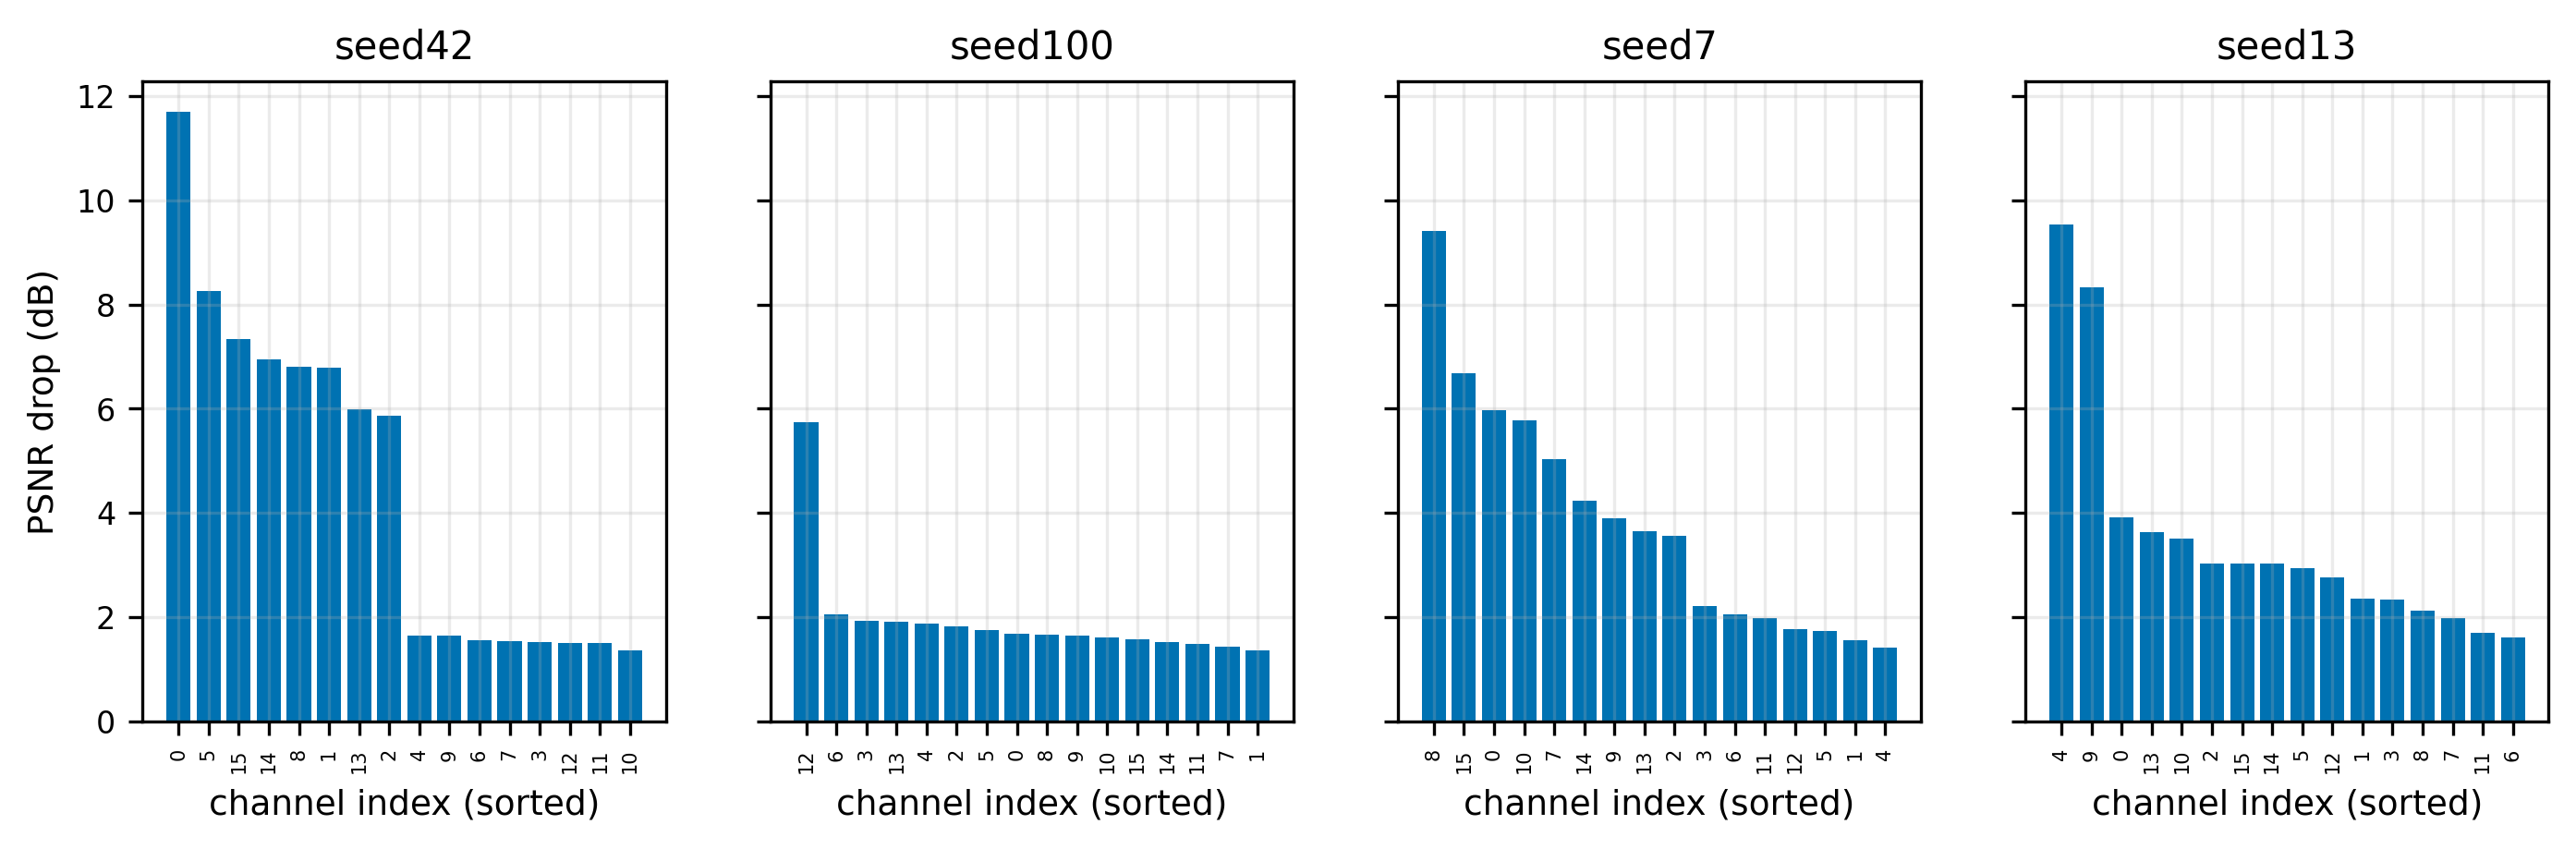 seed42
seed100
seed7
seed13
PSNR drop (dB)
12
10
8
6
4
2
0
0 5 15 14 8 1 13 2 4 9 6 7 3 12 11 10
12 6 3 13 4 2 5 0 8 9 10 15 14 11 7 1
8 15 0 10 7 14 9 13 2 3 6 11 12 5 1 4
4 9 0 13 10 2 15 14 5 12 1 3 8 7 11 6
channel index (sorted)
channel index (sorted)
channel index (sorted)
channel index (sorted)